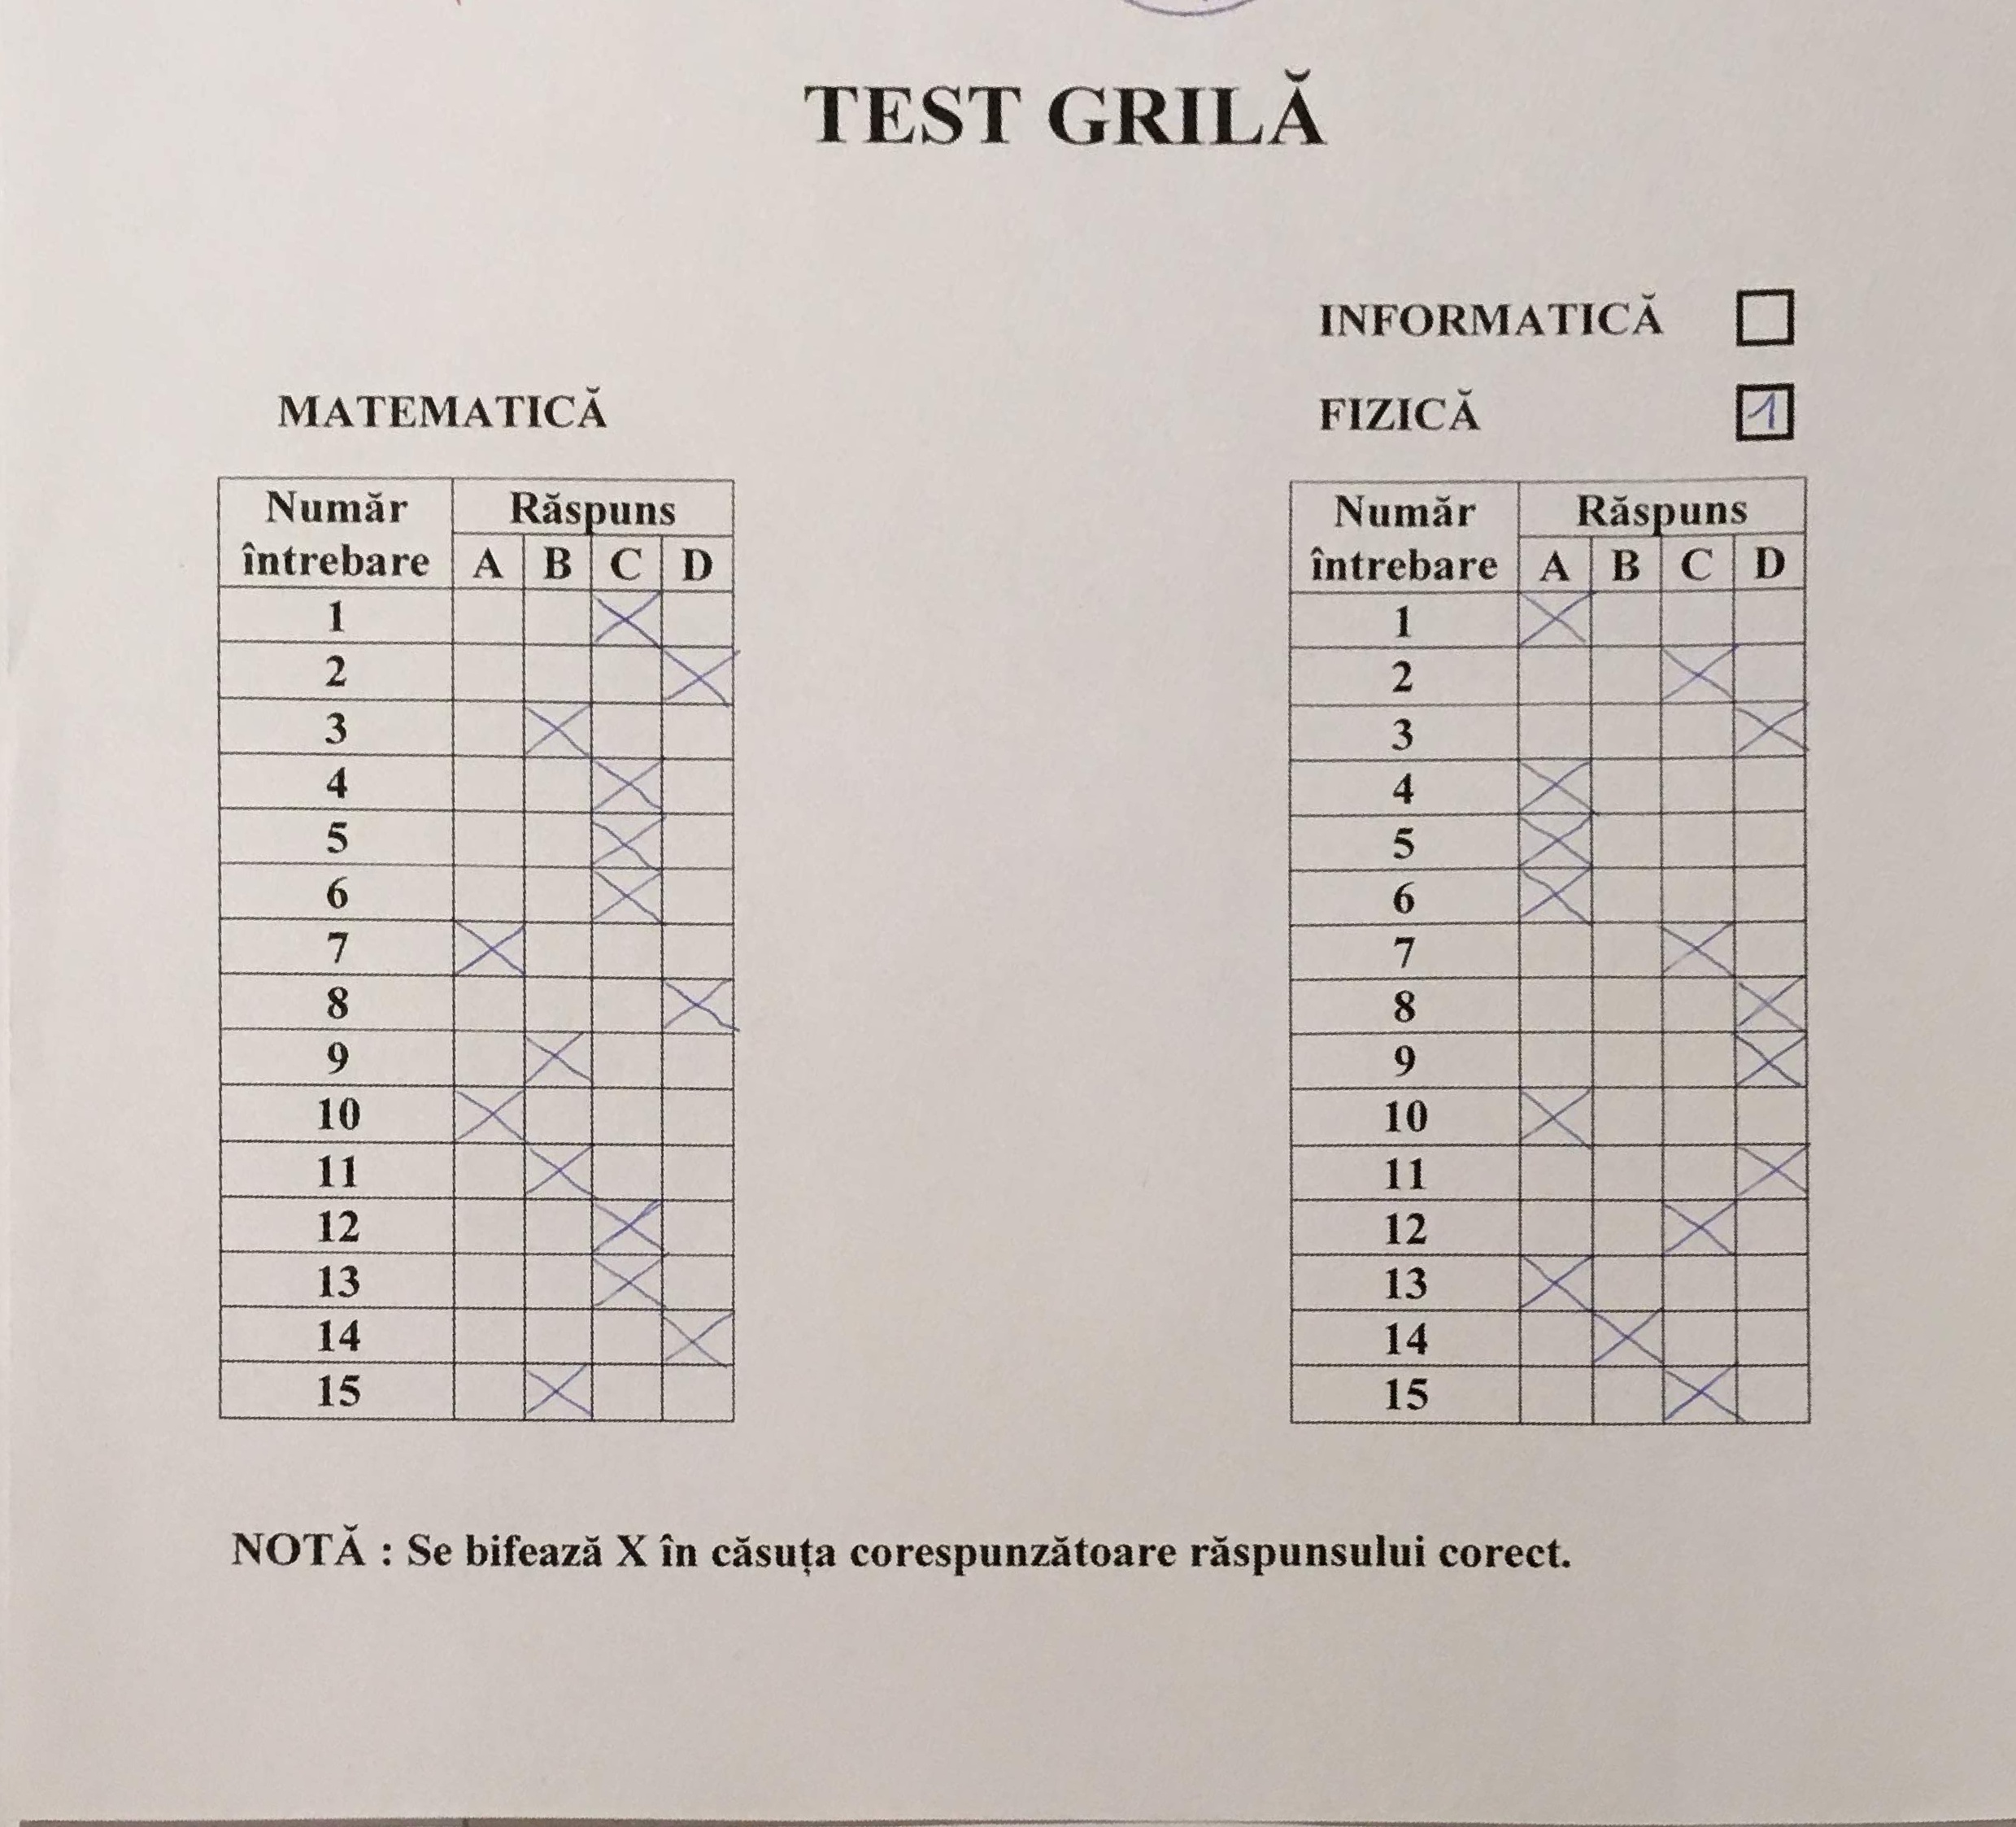 TEST GRILĂ
INFORMATICĂ
MATEMATICĂ
FIZICĂ 1
Număr Răspuns
întrebare A B C D
1 X
2 X
3 X
4 X
5 X
6 X
7 X
8 X
9 X
10 X
11 X
12 X
13 X
14 X
15 X
Număr Răspuns
întrebare A B C D
1 X
2 X
3 X
4 X
5 X
6 X
7 X
8 X
9 X
10 X
11 X
12 X
13 X
14 X
15 X
NOTĂ : Se bifează X în căsuța corespunzătoare răspunsului corect.